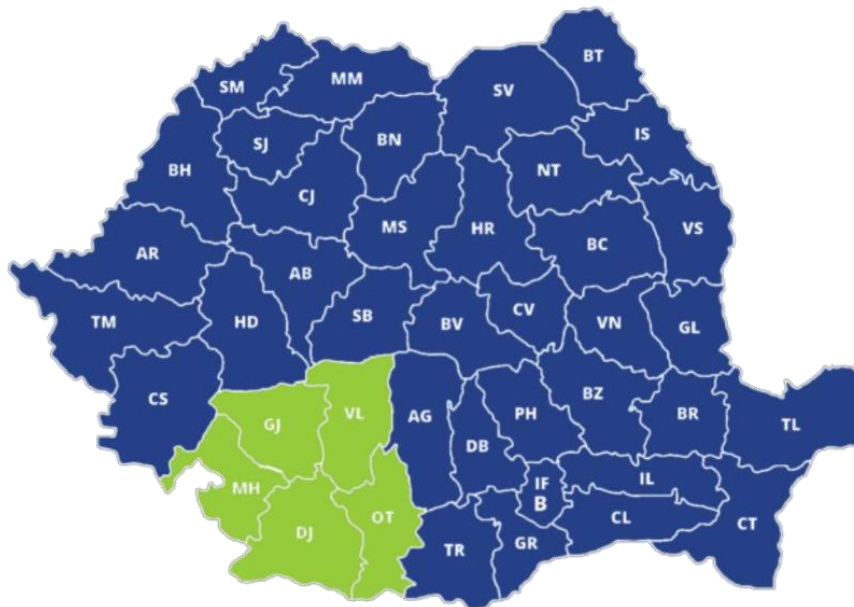 BT
SM
MM
SV
IS
SJ
BN
BH
NT
CJ
MS
HR
VS
BC
AR
AB
TM
HD
SB
BV
CV
VN
GL
CS
GJ
VL
AG
PH
BZ
BR
TL
DB
MH
IF
IL
B
OT
CL
CT
DJ
TR
GR